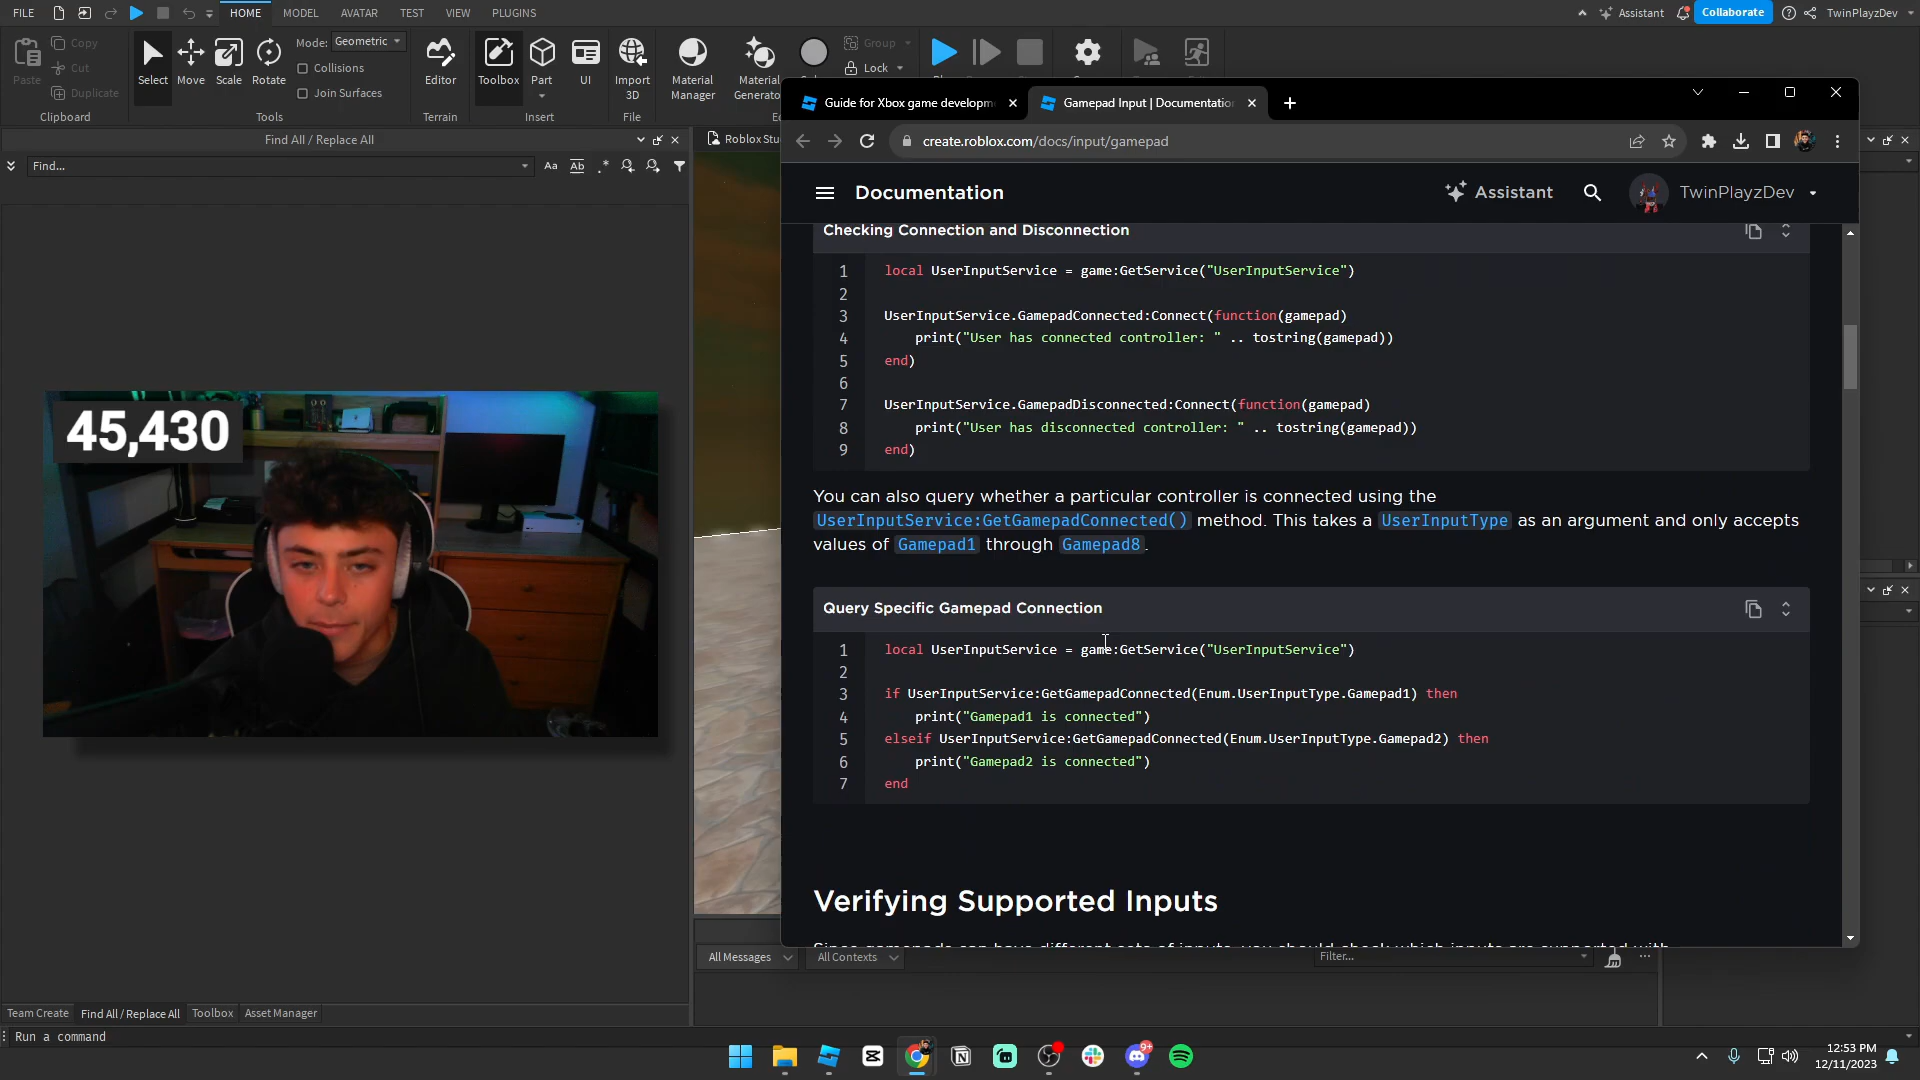 FILE HOME MODEL AVATAR TEST VIEW PLUGINS Assistant Collaborate TwinPlayzDev
Paste Copy Cut Duplicate Clipboard
Select Move Scale Rotate Mode: Geometric Collisions Join Surfaces Tools
Editor Terrain
Toolbox Part UI Insert
Import 3D File
Material Manager Material
Group Lock
Find All / Replace All
Find...
45,430
Team Create Find All / Replace All Toolbox Asset Manager
Run a command
Roblox Stu
Guide for Xbox game developm Gamepad Input | Documentatio
create.roblox.com/docs/input/gamepad
Documentation Assistant TwinPlayzDev
Checking Connection and Disconnection
1 local UserInputService = game:GetService("UserInputService")
2
3 UserInputService.GamepadConnected:Connect(function(gamepad)
4 print("User has connected controller: " .. tostring(gamepad))
5 end)
6
7 UserInputService.GamepadDisconnected:Connect(function(gamepad)
8 print("User has disconnected controller: " .. tostring(gamepad))
9 end)
You can also query whether a particular controller is connected using the
UserInputService:GetGamepadConnected() method. This takes a UserInputType as an argument and only accepts
values of Gamepad1 through Gamepad8.
Query Specific Gamepad Connection
1 local UserInputService = game:GetService("UserInputService")
2
3 if UserInputService:GetGamepadConnected(Enum.UserInputType.Gamepad1) then
4 print("Gamepad1 is connected")
5 elseif UserInputService:GetGamepadConnected(Enum.UserInputType.Gamepad2) then
6 print("Gamepad2 is connected")
7 end
Verifying Supported Inputs
All Messages All Contexts Filter...
9+
12:53 PM
12/11/2023